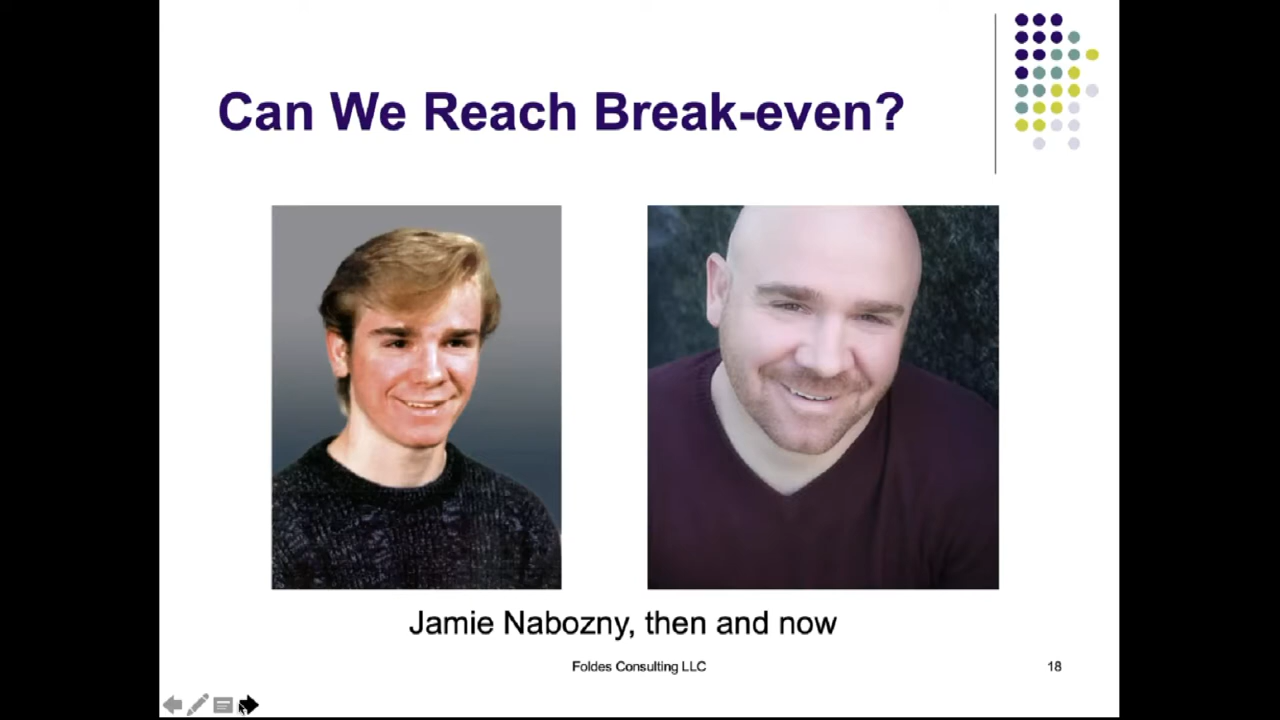 Can We Reach Break-even?
Jamie Nabozny, then and now
Foldes Consulting LLC
18